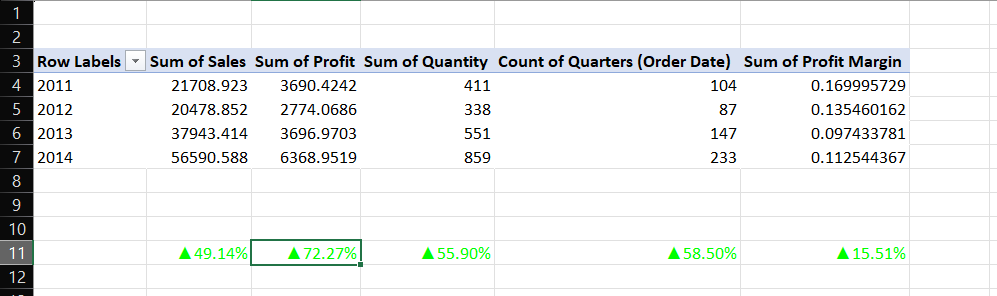 1
2
3 Row Labels Sum of Sales Sum of Profit Sum of Quantity Count of Quarters (Order Date) Sum of Profit Margin
4 2011 21708.923 3690.4242 411 104 0.169995729
5 2012 20478.852 2774.0686 338 87 0.135460162
6 2013 37943.414 3696.9703 551 147 0.097433781
7 2014 56590.588 6368.9519 859 233 0.112544367
8
9
10
11 ▲49.14% ▲72.27% ▲55.90% ▲58.50% ▲15.51%
12